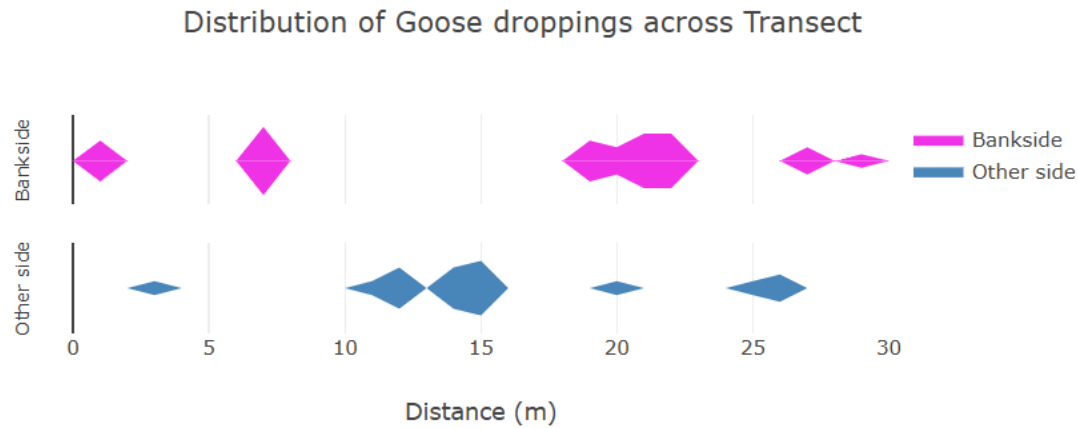 Distribution of Goose droppings across Transect
Bankside
Other side
Bankside
Other side
0 5 10 15 20 25 30
Distance (m)